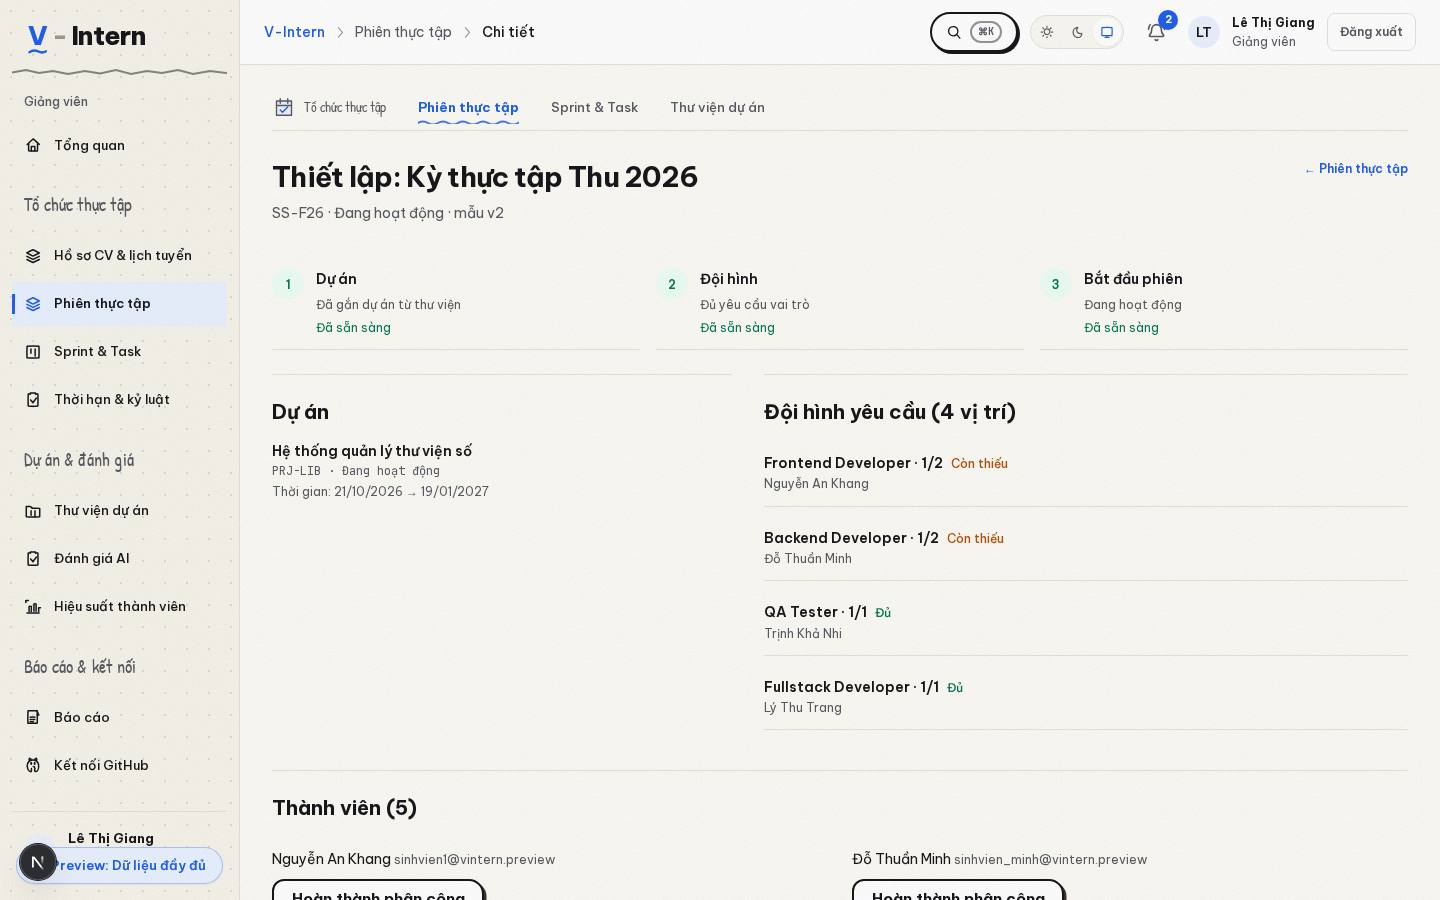 V - Intern
Giảng viên
Tổng quan
Tổ chức thực tập
Hồ sơ CV & lịch tuyển
Phiên thực tập
Sprint & Task
Thời hạn & kỷ luật
Dự án & đánh giá
Thư viện dự án
Đánh giá AI
Hiệu suất thành viên
Báo cáo & kết nối
Báo cáo
Kết nối GitHub
Lê Thị Giang
N Preview: Dữ liệu đầy đủ
V-Intern > Phiên thực tập > Chi tiết
⌘K
2
LT
Lê Thị Giang
Giảng viên
Đăng xuất
Tổ chức thực tập
Phiên thực tập
Sprint & Task
Thư viện dự án
Thiết lập: Kỳ thực tập Thu 2026
← Phiên thực tập
SS-F26 · Đang hoạt động · mẫu v2
1
Dự án
Đã gắn dự án từ thư viện
Đã sẵn sàng
2
Đội hình
Đủ yêu cầu vai trò
Đã sẵn sàng
3
Bắt đầu phiên
Đang hoạt động
Đã sẵn sàng
Dự án
Hệ thống quản lý thư viện số
PRJ-LIB · Đang hoạt động
Thời gian: 21/10/2026 → 19/01/2027
Đội hình yêu cầu (4 vị trí)
Frontend Developer · 1/2 Còn thiếu
Nguyễn An Khang
Backend Developer · 1/2 Còn thiếu
Đỗ Thuần Minh
QA Tester · 1/1 Đủ
Trịnh Khả Nhi
Fullstack Developer · 1/1 Đủ
Lý Thu Trang
Thành viên (5)
Nguyễn An Khang sinhvien1@vintern.preview
Hoàn thành phân công
Đỗ Thuần Minh sinhvien_minh@vintern.preview
Hoàn thành phân công